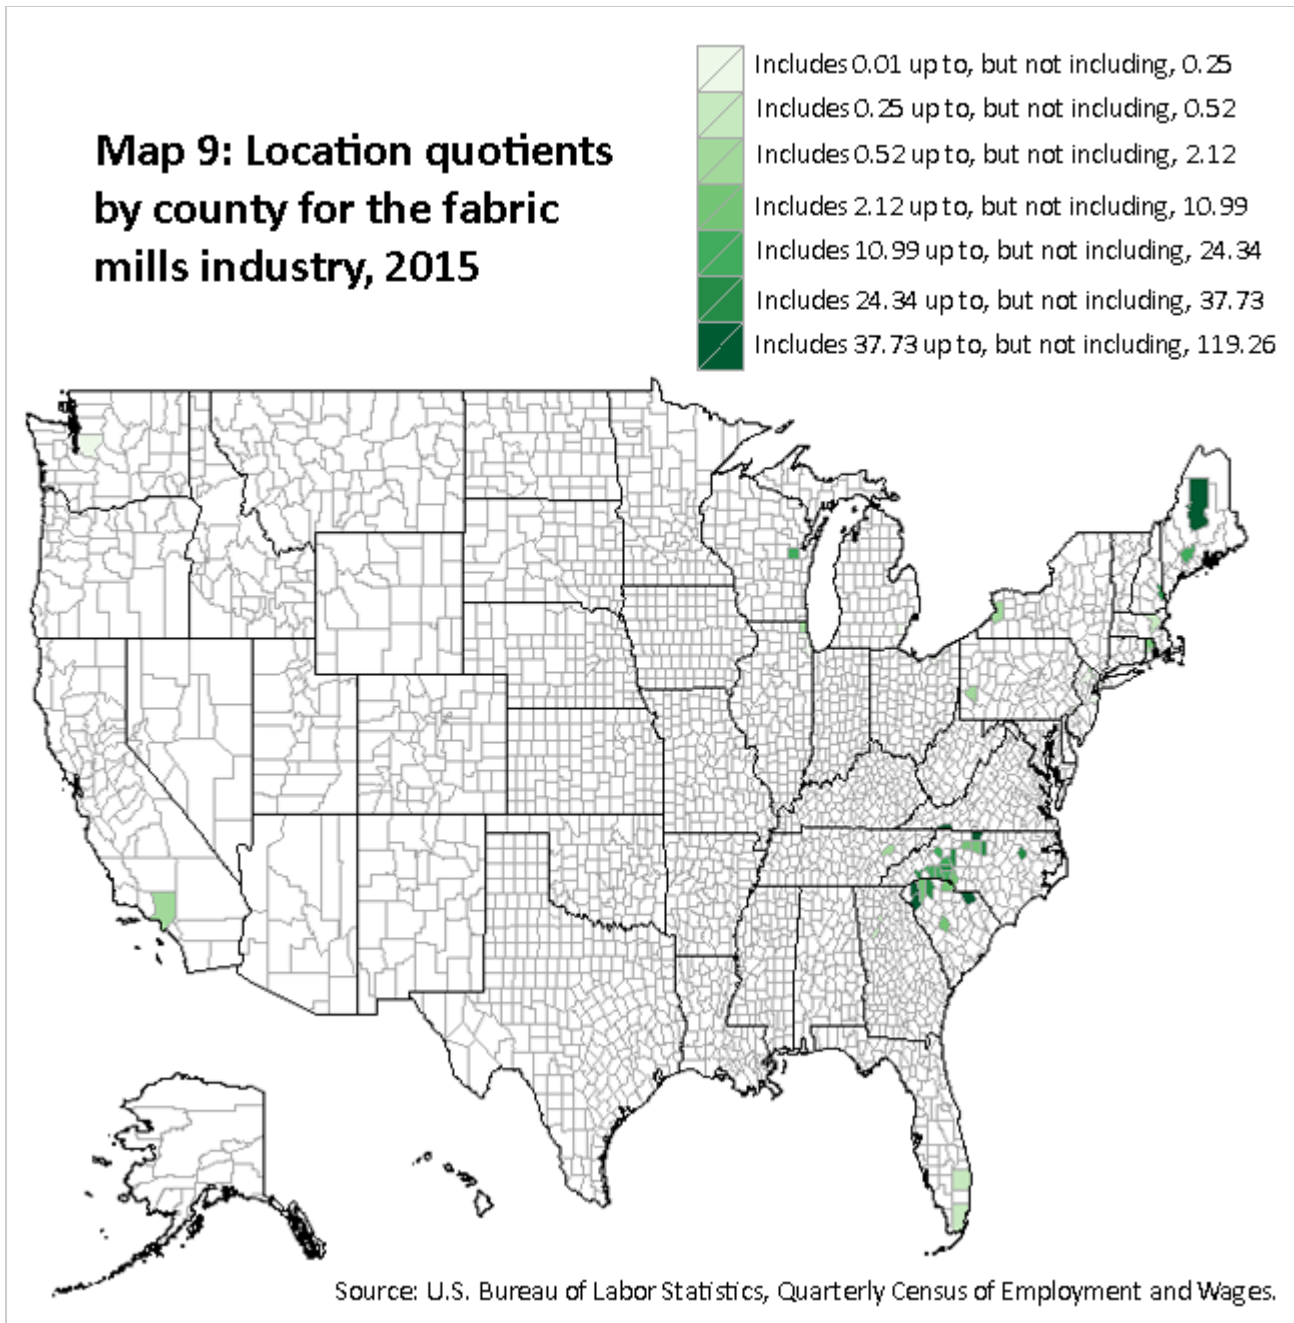 Includes 0.01 up to, but not including, 0.25
Includes 0.25 up to, but not including, 0.52
Includes 0.52 up to, but not including, 2.12
Includes 2.12 up to, but not including, 10.99
Includes 10.99 up to, but not including, 24.34
Includes 24.34 up to, but not including, 37.73
Includes 37.73 up to, but not including, 119.26
Map 9: Location quotients
by county for the fabric
mills industry, 2015
Source: U.S. Bureau of Labor Statistics, Quarterly Census of Employment and Wages.